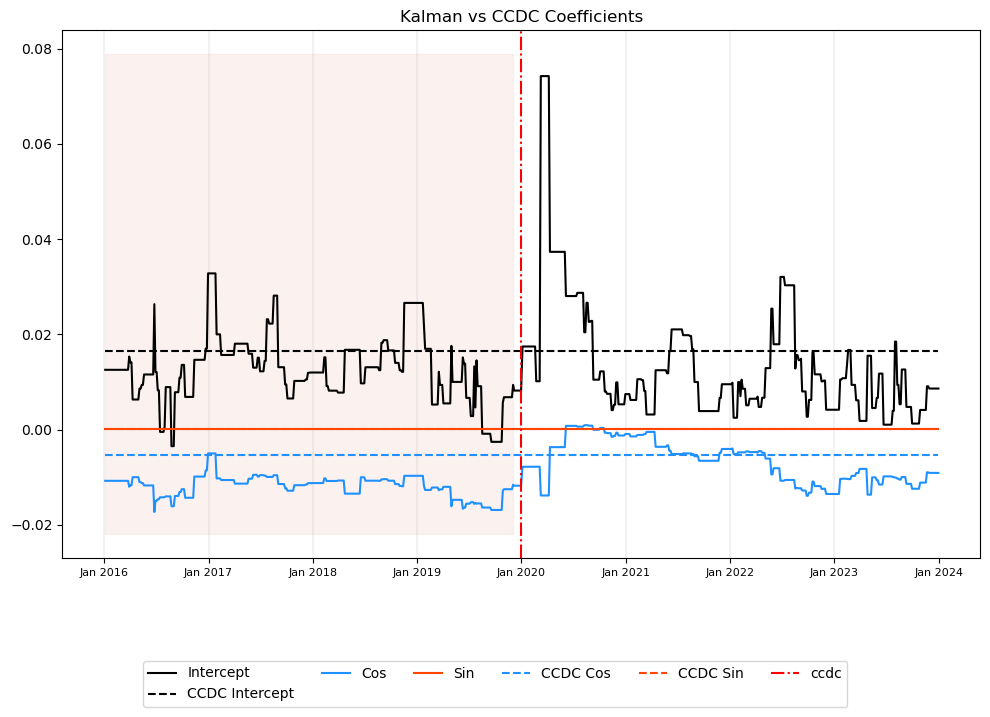 Kalman vs CCDC Coefficients
0.08
0.06
0.04
0.02
0.00
−0.02
Jan 2016 Jan 2017 Jan 2018 Jan 2019 Jan 2020 Jan 2021 Jan 2022 Jan 2023 Jan 2024
Intercept Cos Sin CCDC Cos CCDC Sin ccdc
CCDC Intercept